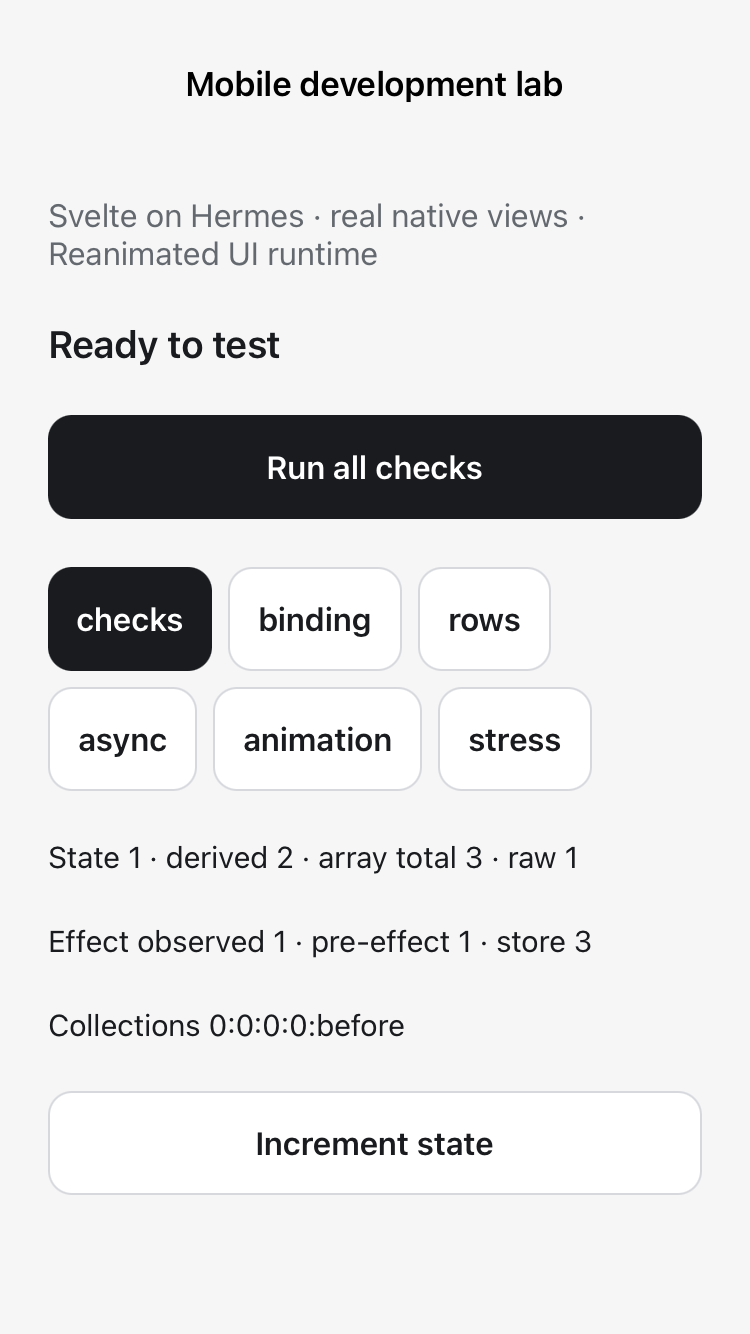 Mobile development lab
Svelte on Hermes · real native views ·
Reanimated UI runtime
Ready to test
Run all checks
checks
binding
rows
async
animation
stress
State 1 · derived 2 · array total 3 · raw 1
Effect observed 1 · pre-effect 1 · store 3
Collections 0:0:0:0:before
Increment state